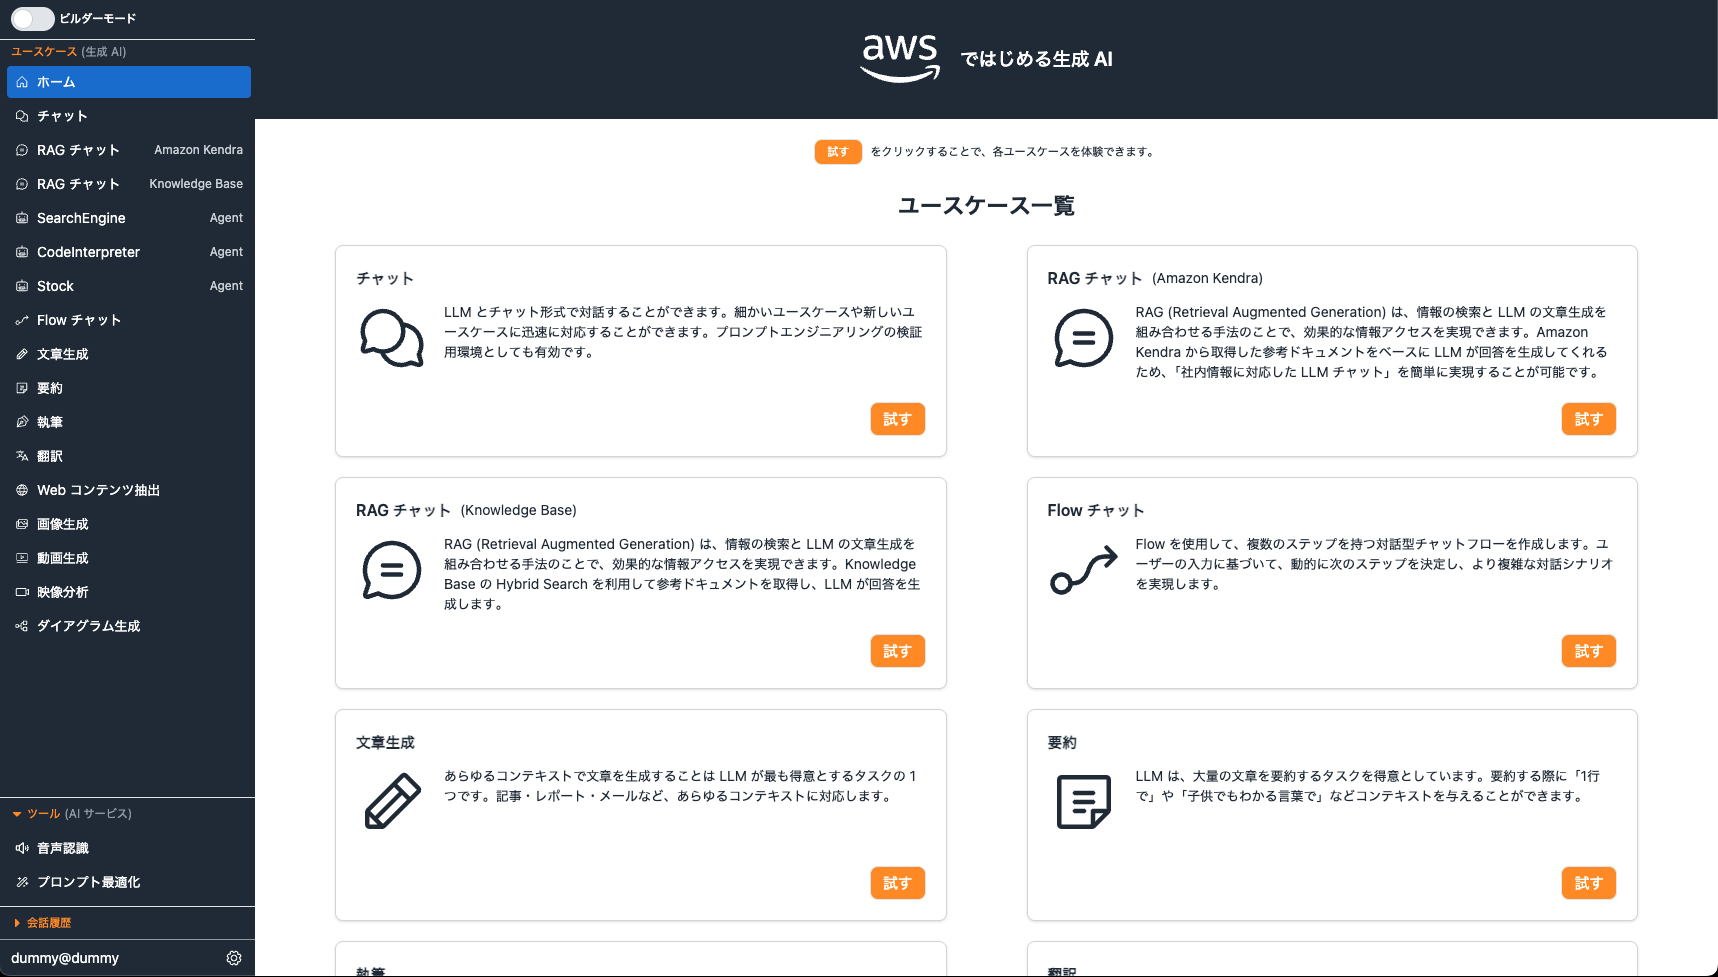 ビルダーモード
ユースケース (生成 AI)
ホーム
チャット
RAG チャット Amazon Kendra
RAG チャット Knowledge Base
SearchEngine Agent
CodeInterpreter Agent
Stock Agent
Flow チャット
文章生成
要約
執筆
翻訳
Web コンテンツ抽出
画像生成
動画生成
映像分析
ダイアグラム生成
ツール (AI サービス)
音声認識
プロンプト最適化
会話履歴
dummy@dummy
aws ではじめる生成 AI
試す をクリックすることで、各ユースケースを体験できます。
ユースケース一覧
チャット
LLM とチャット形式で対話することができます。細かいユースケースや新しいユ
ースケースに迅速に対応することができます。プロンプトエンジニアリングの検証
用環境としても有効です。
試す
RAG チャット (Amazon Kendra)
RAG (Retrieval Augmented Generation) は、情報の検索と LLM の文章生成を
組み合わせる手法のことで、効果的な情報アクセスを実現できます。Amazon
Kendra から取得した参考ドキュメントをベースに LLM が回答を生成してくれる
ため、「社内情報に対応した LLM チャット」を簡単に実現することが可能です。
試す
RAG チャット (Knowledge Base)
RAG (Retrieval Augmented Generation) は、情報の検索と LLM の文章生成を
組み合わせる手法のことで、効果的な情報アクセスを実現できます。Knowledge
Base の Hybrid Search を利用して参考ドキュメントを取得し、LLM が回答を生
成します。
試す
Flow チャット
Flow を使用して、複数のステップを持つ対話型チャットフローを作成します。ユ
ーザーの入力に基づいて、動的に次のステップを決定し、より複雑な対話シナリオ
を実現します。
試す
文章生成
あらゆるコンテキストで文章を生成することは LLM が最も得意とするタスクの 1
つです。記事・レポート・メールなど、あらゆるコンテキストに対応します。
試す
要約
LLM は、大量の文章を要約するタスクを得意としています。要約する際に「1行
で」や「子供でもわかる言葉で」などコンテキストを与えることができます。
試す
執筆
翻訳